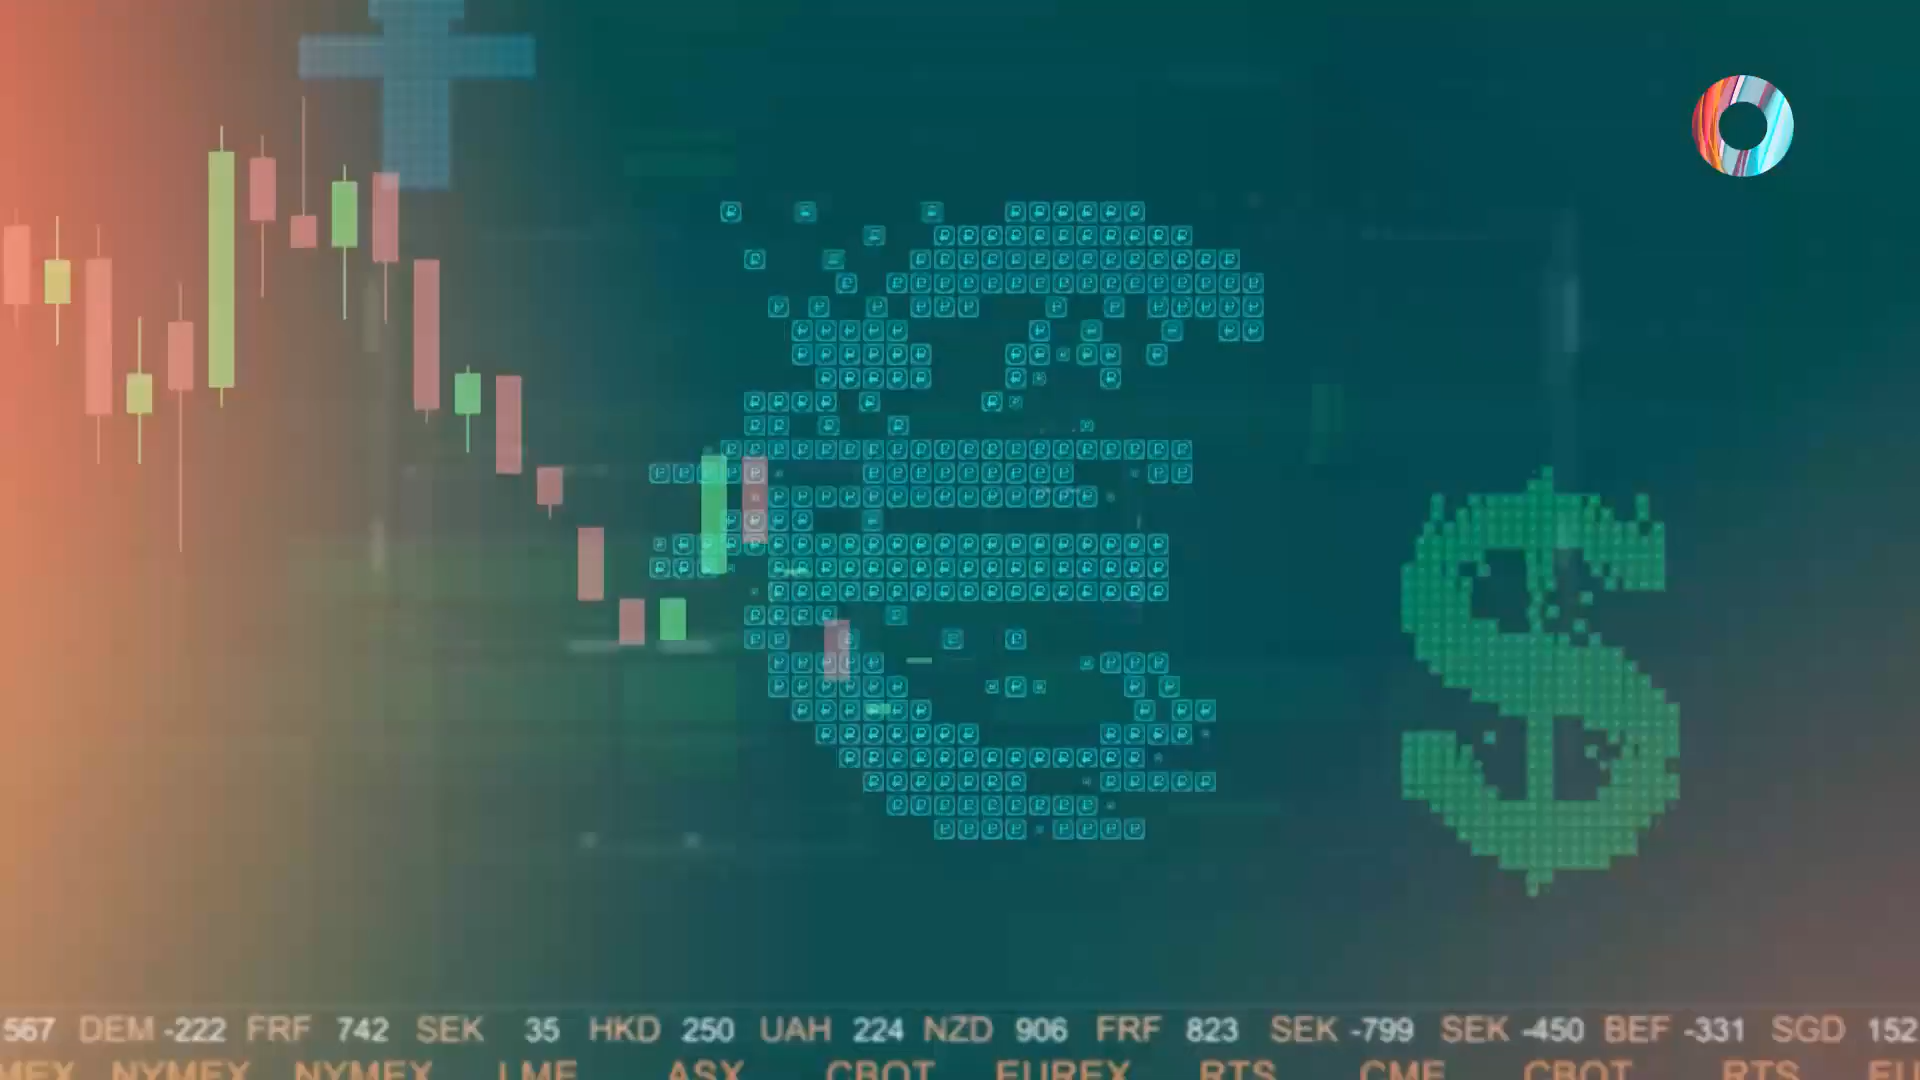 $
567 DEM -222 FRF 742 SEK 35 HKD 250 UAH 224 NZD 906 FRF 823 SEK -799 SEK -450 BEF -331 SGD 152
NYMEX NYMEX LME ASX CBOT EUREX RTS CME CBOT RTS